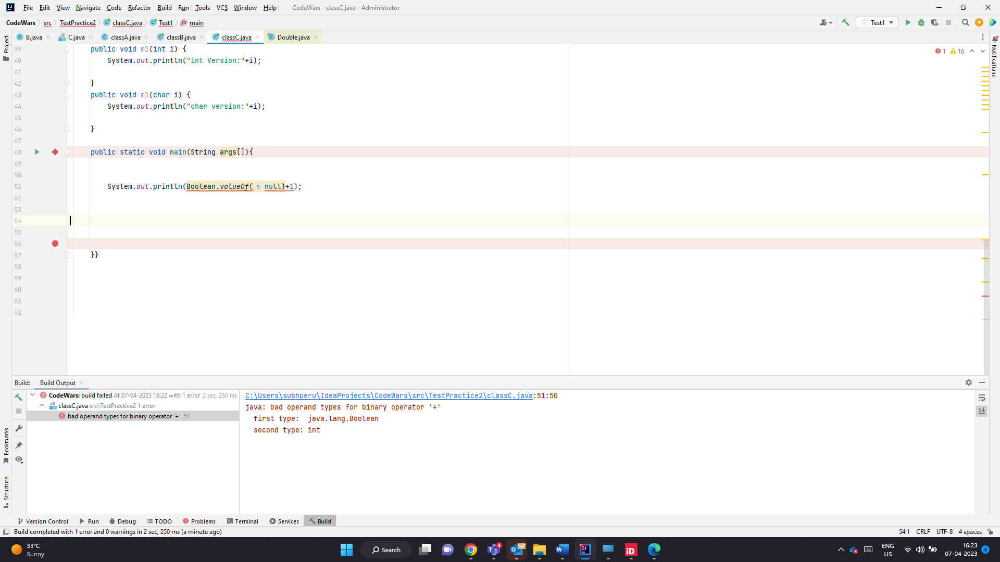 File Edit View Navigate Code Refactor Build Run Tools VCS Window Help CodeWars - classC.java - Administrator
CodeWars src TestPractice2 classC.java Test1 main Test1
Project B.java C.java classA.java classB.java classC.java Double.java
Notifications
39 public void m1(int i) { 1 16
40 System.out.println("int Version:"+i);
41
42 }
43 public void m1(char i) {
44 System.out.println("char version:"+i);
45
46 }
47
48 public static void main(String args[]){
49
50
51 System.out.println(Boolean.valueOf( s: null)+1);
52
53
54
55
56
57 }}
58
59
60
61
62
Build: Build Output
CodeWars: build failed At 07-04-2023 16:22 with 1 error 2 sec, 250 ms
classC.java src\TestPractice2 1 error
bad operand types for binary operator '+' :51
C:\Users\subhperu\IdeaProjects\CodeWars\src\TestPractice2\classC.java:51:50
java: bad operand types for binary operator '+'
first type: java.lang.Boolean
second type: int
Bookmarks
Structure
Version Control Run Debug TODO Problems Terminal Services Build
Build completed with 1 error and 0 warnings in 2 sec, 250 ms (a minute ago) 54:1 CRLF UTF-8 4 spaces
33°C
Sunny
Search
4
ENG
US
16:23
07-04-2023
4